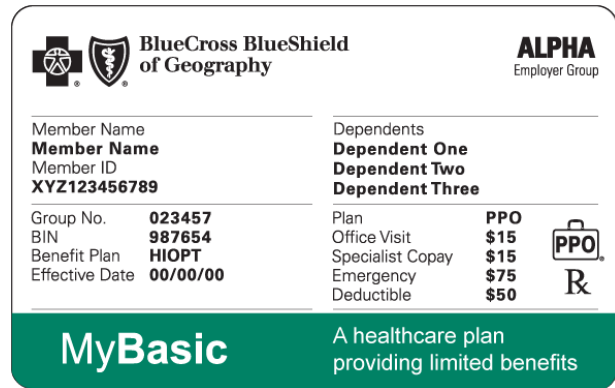 BlueCross BlueShield
of Geography
ALPHA
Employer Group
Member Name
Member Name
Member ID
XYZ123456789
Dependents
Dependent One
Dependent Two
Dependent Three
Group No. 023457
BIN 987654
Benefit Plan HIOPT
Effective Date 00/00/00
Plan PPO
Office Visit $15
Specialist Copay $15
Emergency $75
Deductible $50
PPO
Rx
MyBasic
A healthcare plan
providing limited benefits